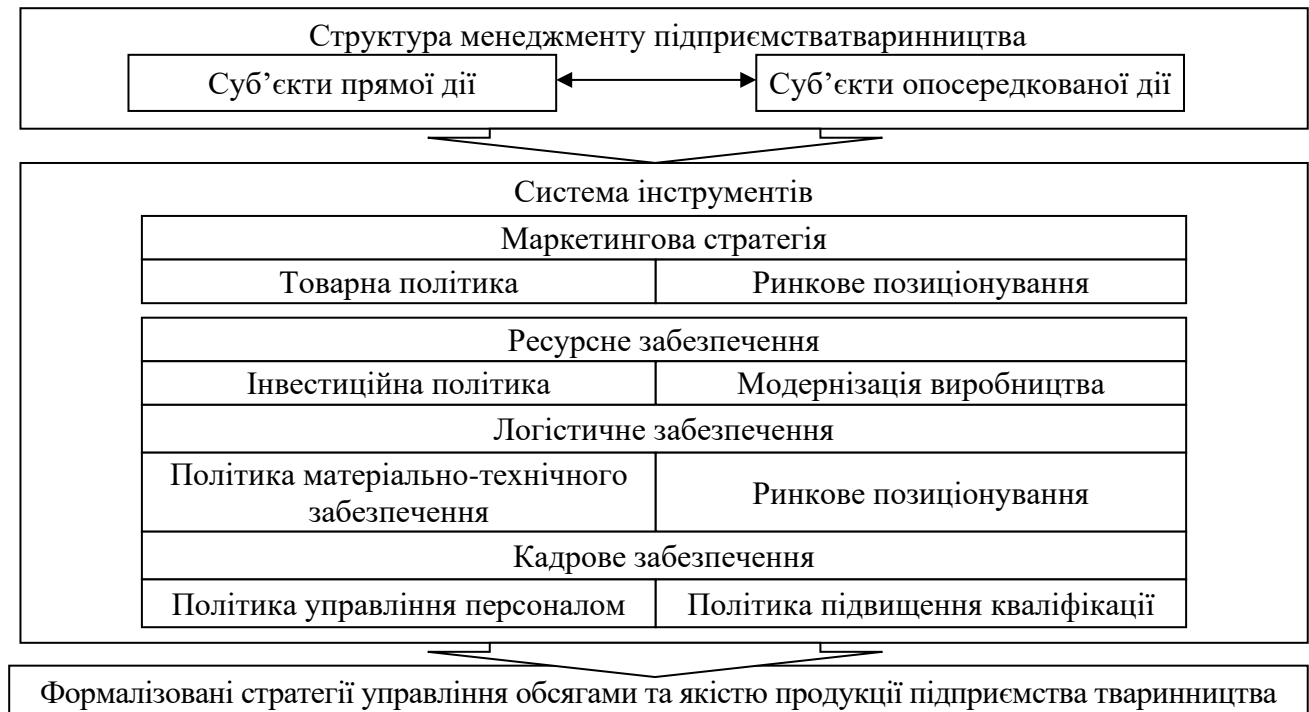 Структура менеджменту підприємстватваринництва
Суб’єкти прямої дії
Суб’єкти опосередкованої дії
Система інструментів
Маркетингова стратегія
Товарна політика
Ринкове позиціонування
Ресурсне забезпечення
Інвестиційна політика
Модернізація виробництва
Логістичне забезпечення
Політика матеріально-технічного
забезпечення
Ринкове позиціонування
Кадрове забезпечення
Політика управління персоналом
Політика підвищення кваліфікації
Формалізовані стратегії управління обсягами та якістю продукції підприємства тваринництва